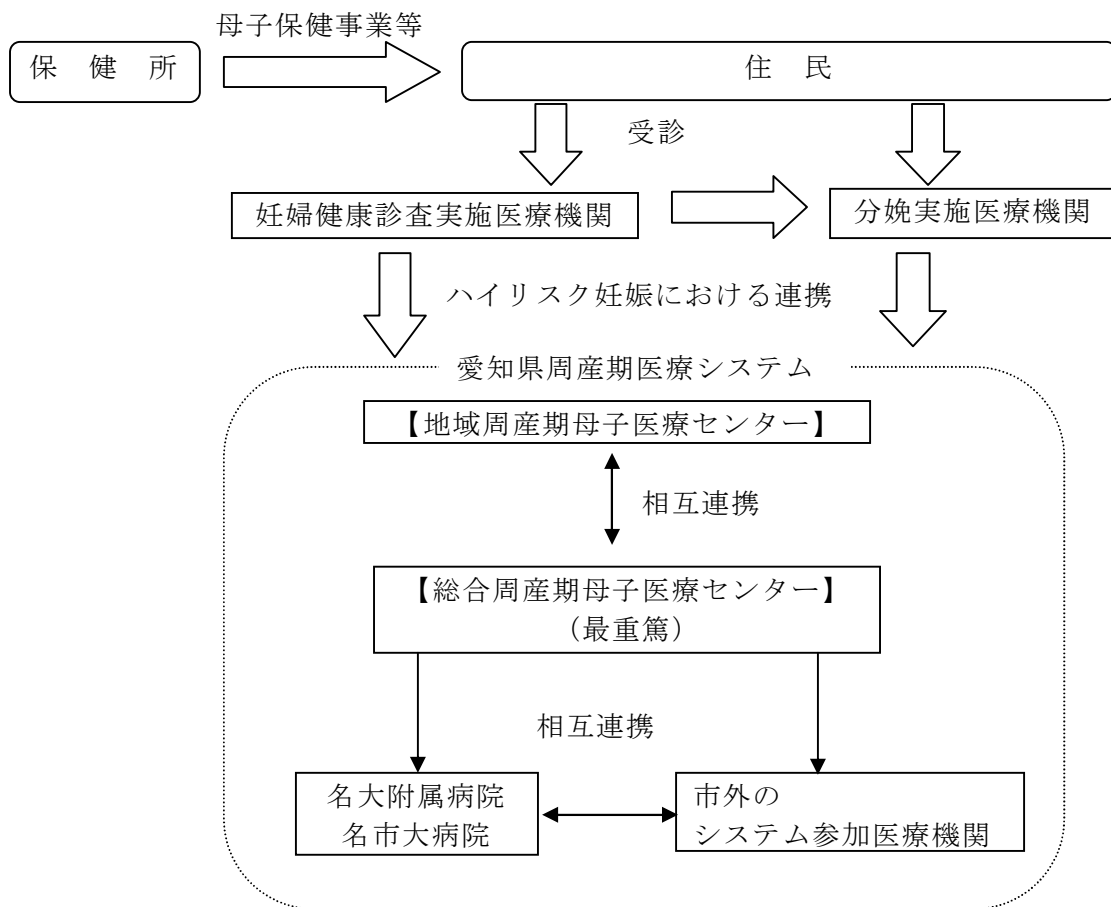 母子保健事業等
保　健　所
住　民
受診
妊婦健康診査実施医療機関
分娩実施医療機関
ハイリスク妊娠における連携
愛知県周産期医療システム
【地域周産期母子医療センター】
相互連携
【総合周産期母子医療センター】
（最重篤）
相互連携
名大附属病院
名市大病院
市外の
システム参加医療機関